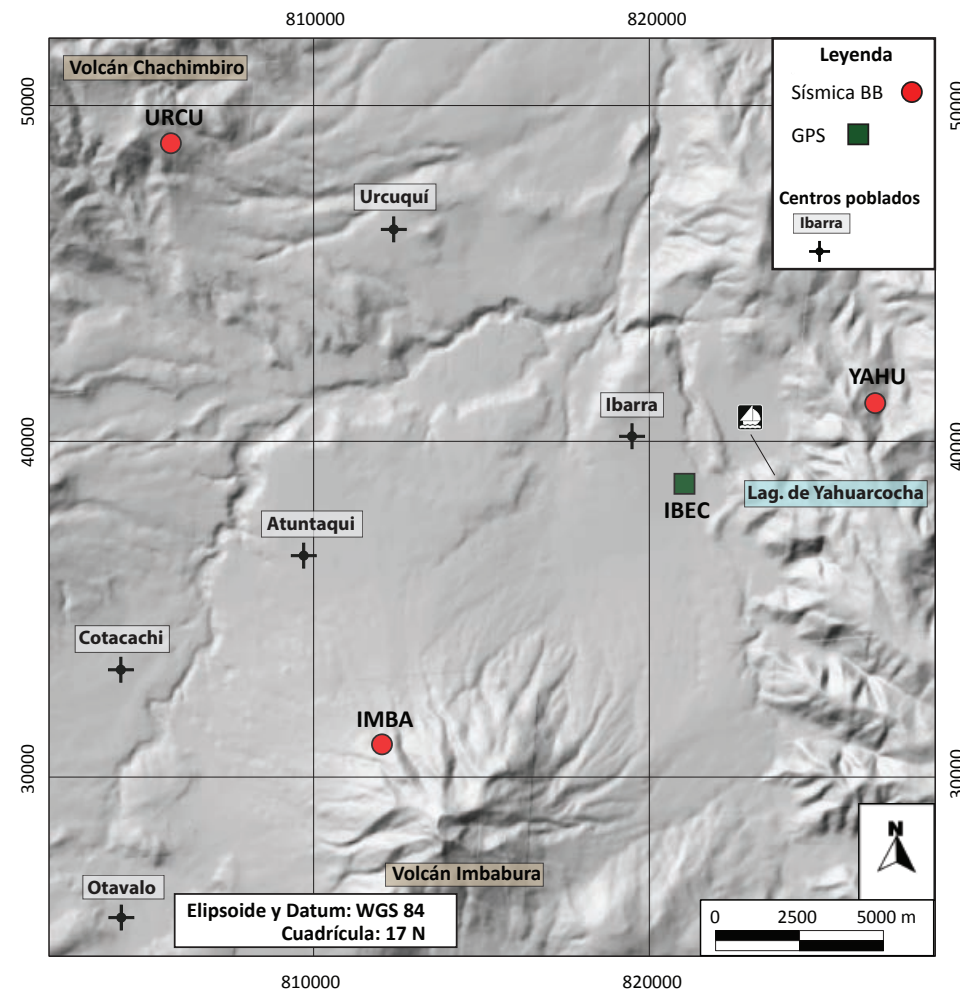 810000
820000
Volcán Chachimbiro
Leyenda
Sísmica BB
GPS
Centros poblados
Ibarra
50000
50000
URCU
Urcuquí
YAHU
Ibarra
40000
40000
Lag. de Yahuarcocha
IBEC
Atuntaqui
Cotacachi
IMBA
30000
30000
N
Volcán Imbabura
Otavalo
Elipsoide y Datum: WGS 84
Cuadrícula: 17 N
0 2500 5000 m
810000
820000